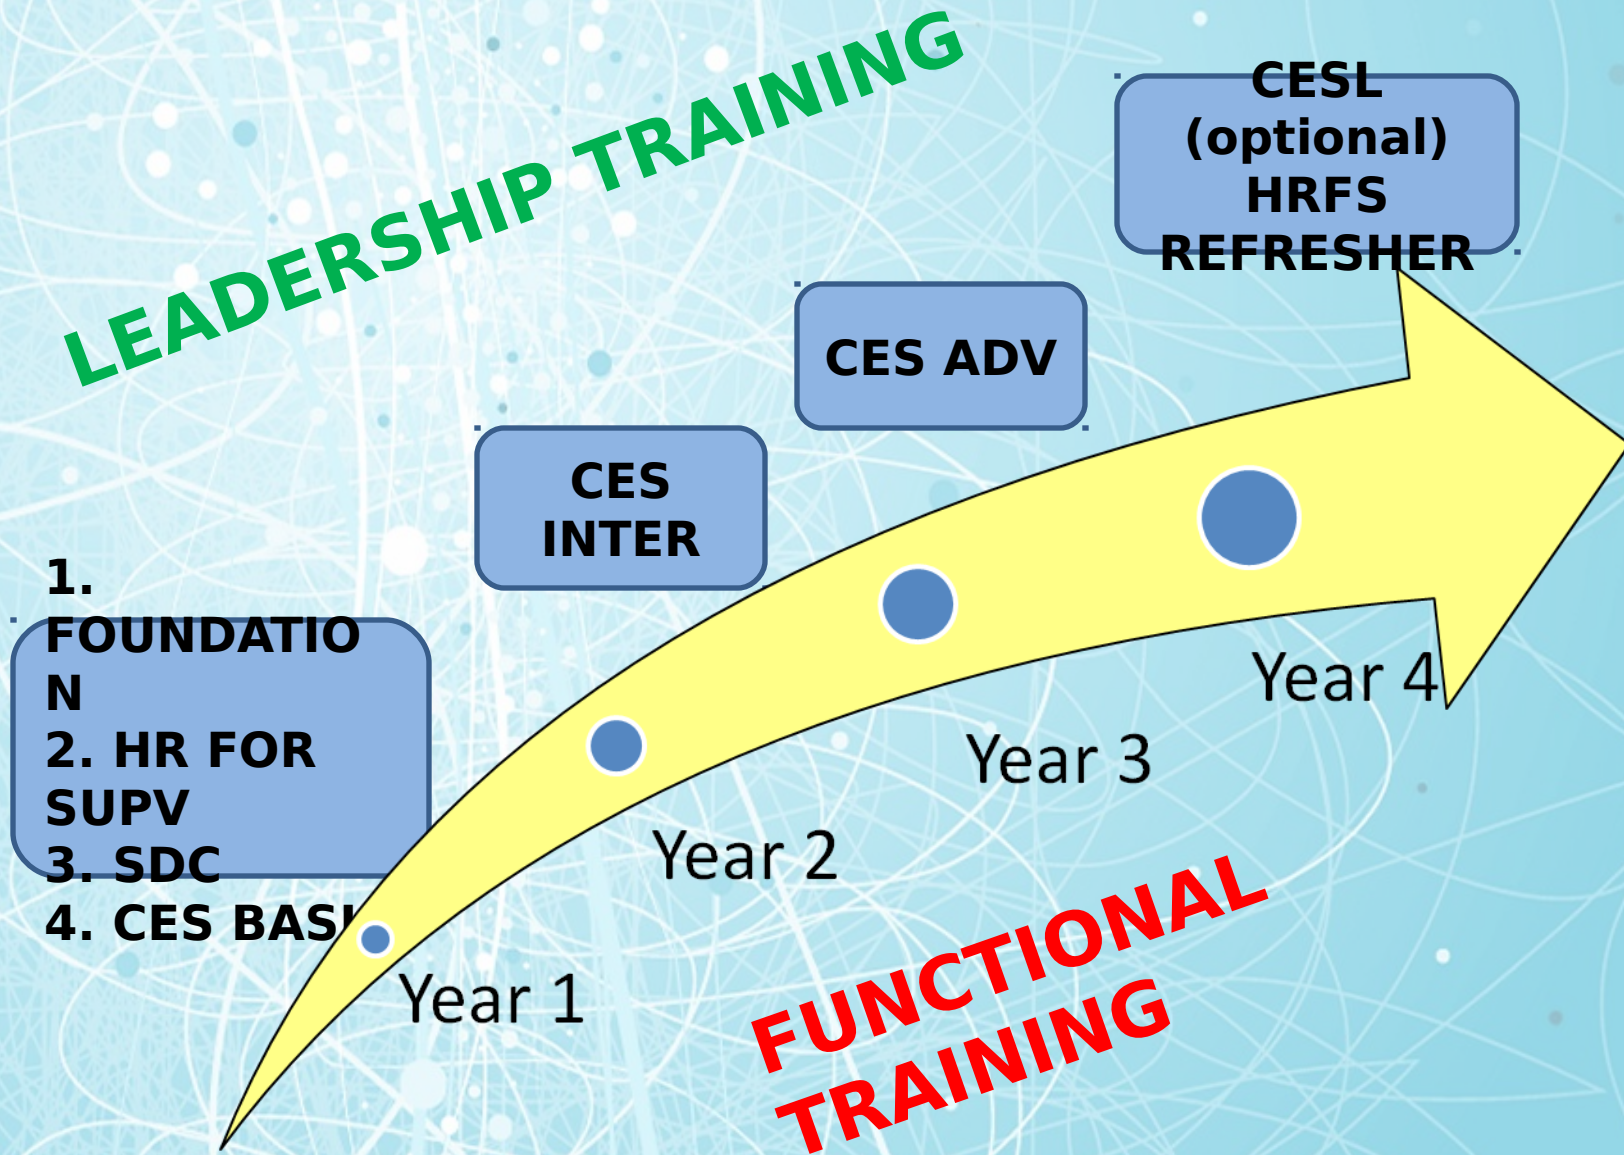 LEADERSHIP TRAINING
CESL
(optional)
HRFS
REFRESHER
CES ADV
CES
INTER
1.
FOUNDATIO
N
2. HR FOR
SUPV
3. SDC
4. CES BASI
Year 4
Year 3
Year 2
Year 1
FUNCTIONAL
TRAINING